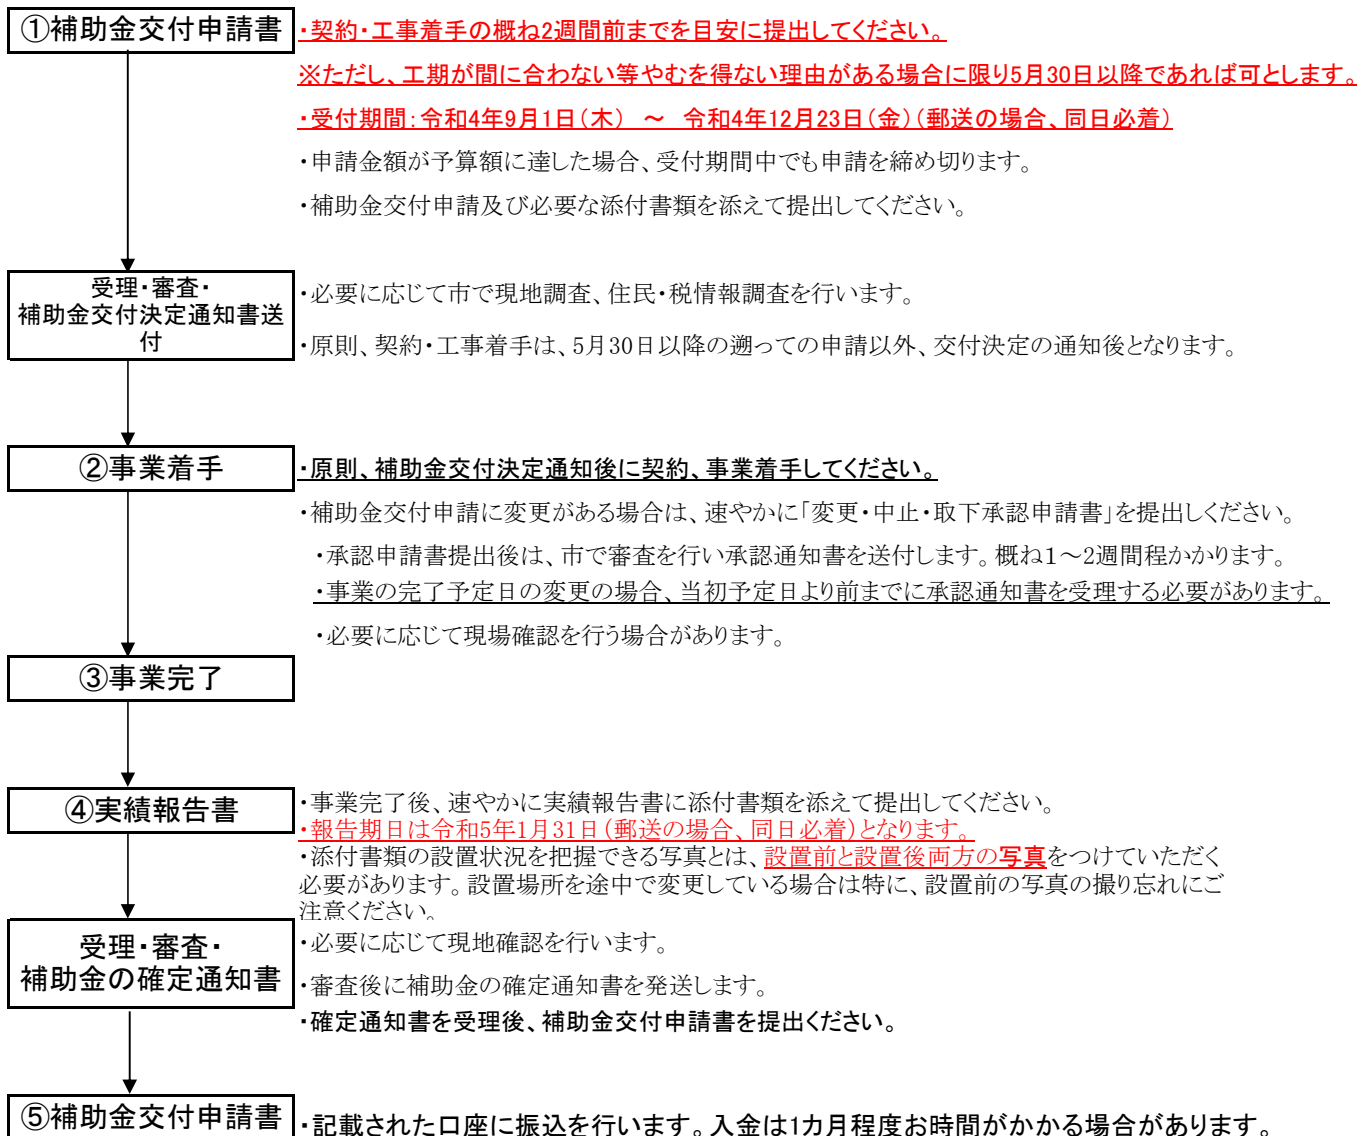 ①補助金交付申請書
・契約・工事着手の概ね2週間前までを目安に提出してください。
※ただし、工期が間に合わない等やむを得ない理由がある場合に限り5月30日以降であれば可とします。
・受付期間：令和4年9月1日（木） ～ 令和4年12月23日（金）（郵送の場合、同日必着）
・申請金額が予算額に達した場合、受付期間中でも申請を締め切ります。
・補助金交付申請及び必要な添付書類を添えて提出してください。
受理・審査・
補助金交付決定通知書送
付
・必要に応じて市で現地調査、住民・税情報調査を行います。
・原則、契約・工事着手は、5月30日以降の遡っての申請以外、交付決定の通知後となります。
②事業着手
・原則、補助金交付決定通知後に契約、事業着手してください。
・補助金交付申請に変更がある場合は、速やかに「変更・中止・取下承認申請書」を提出しください。
・承認申請書提出後は、市で審査を行い承認通知書を送付します。概ね１～2週間程かかります。
・事業の完了予定日の変更の場合、当初予定日より前までに承認通知書を受理する必要があります。
・必要に応じて現場確認を行う場合があります。
③事業完了
④実績報告書
・事業完了後、速やかに実績報告書に添付書類を添えて提出してください。
・報告期日は令和5年1月31日（郵送の場合、同日必着）となります。
・添付書類の設置状況を把握できる写真とは、設置前と設置後両方の写真をつけていただく
必要があります。設置場所を途中で変更している場合は特に、設置前の写真の撮り忘れにご
注意ください。
受理・審査・
補助金の確定通知書
・必要に応じて現地確認を行います。
・審査後に補助金の確定通知書を発送します。
・確定通知書を受理後、補助金交付申請書を提出ください。
⑤補助金交付申請書
・記載された口座に振込を行います。入金は1カ月程度お時間がかかる場合があります。